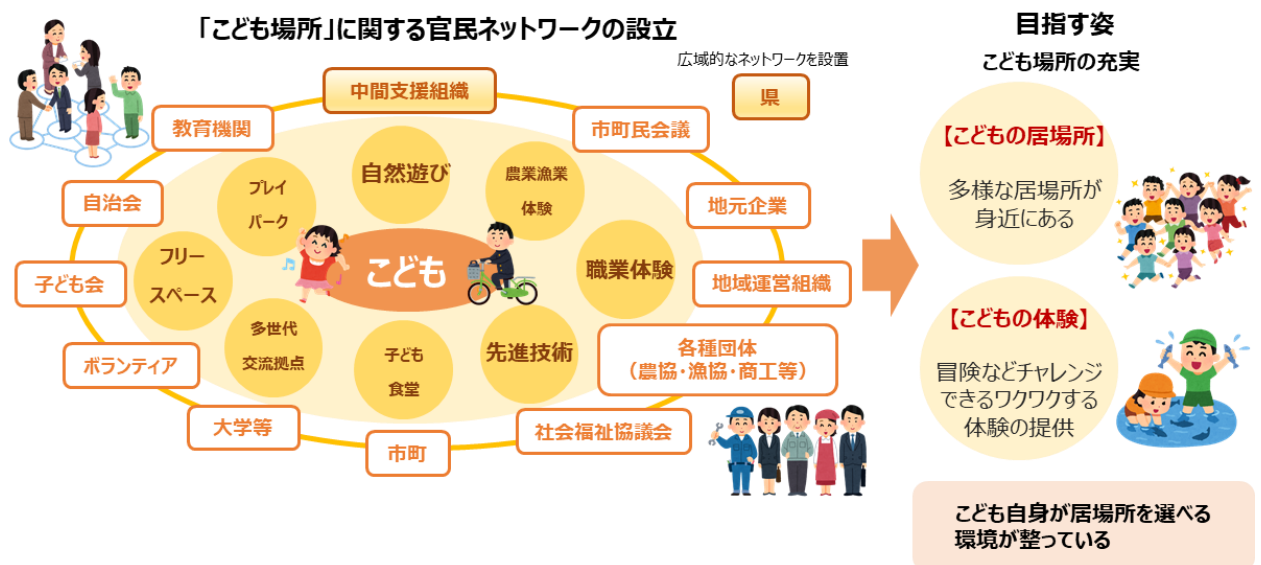 「こども場所」に関する官民ネットワークの設立
広域的なネットワークを設置
県
中間支援組織
教育機関
市町民会議
自治会
地元企業
子ども会
地域運営組織
ボランティア
各種団体
（農協・漁協・商工等）
大学等
社会福祉協議会
市町
自然遊び
プレイ
パーク
農業漁業
体験
フリー
スペース
こども
職業体験
多世代
交流拠点
子ども
食堂
先進技術
目指す姿
こども場所の充実
【こどもの居場所】
多様な居場所が
身近にある
【こどもの体験】
冒険などチャレンジ
できるワクワクする
体験の提供
こども自身が居場所を選べる
環境が整っている